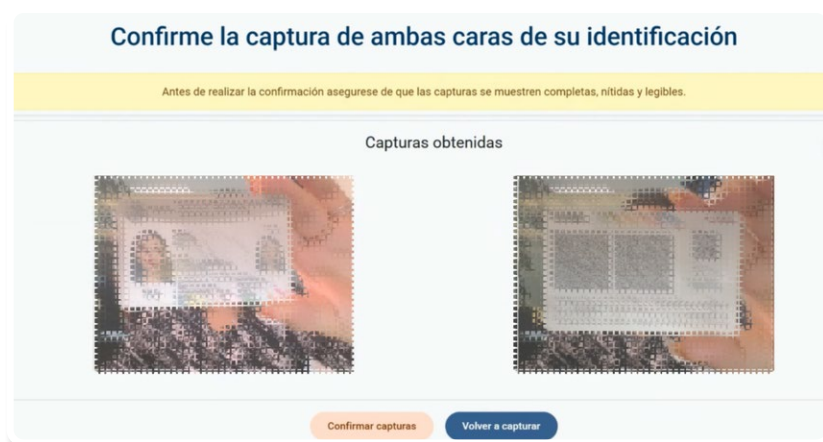 Confirme la captura de ambas caras de su identificación
Antes de realizar la confirmación asegurese de que las capturas se muestren completas, nítidas y legibles.
Capturas obtenidas
Confirmar capturas
Volver a capturar